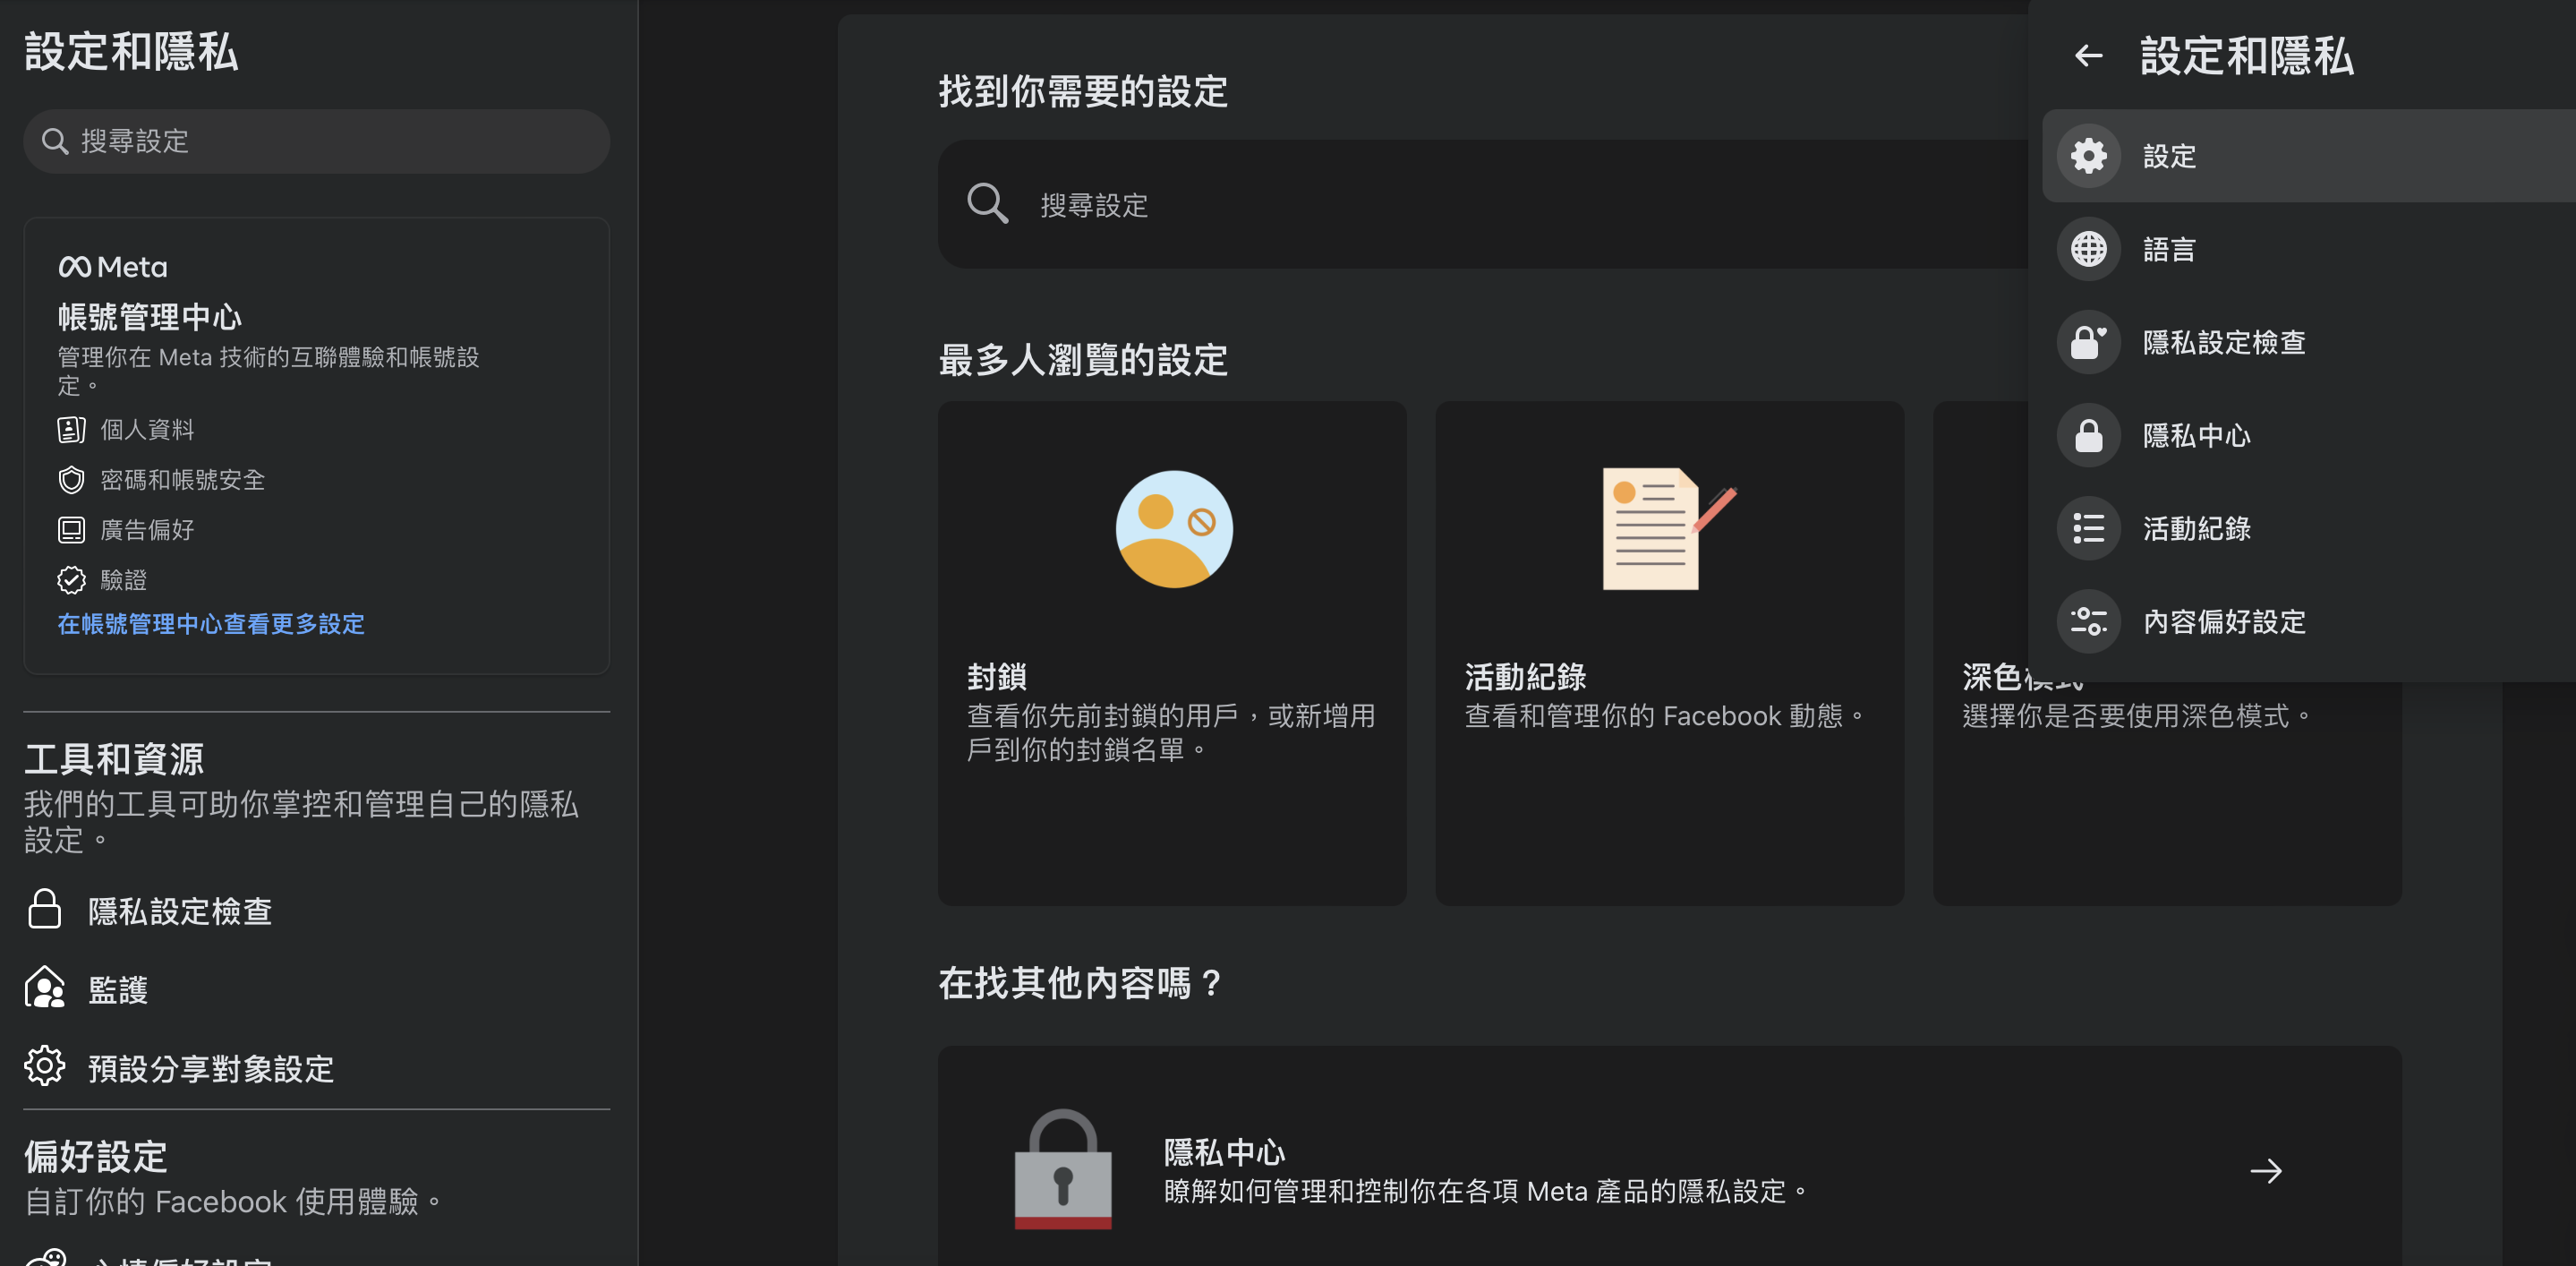 設定和隱私
搜尋設定
Meta
帳號管理中心
管理你在 Meta 技術的互聯體驗和帳號設
定。
個人資料
密碼和帳號安全
廣告偏好
驗證
在帳號管理中心查看更多設定
工具和資源
我們的工具可助你掌控和管理自己的隱私
設定。
隱私設定檢查
監護
預設分享對象設定
偏好設定
自訂你的 Facebook 使用體驗。
找到你需要的設定
搜尋設定
最多人瀏覽的設定
封鎖
查看你先前封鎖的用戶，或新增用
戶到你的封鎖名單。
活動紀錄
查看和管理你的 Facebook 動態。
深色模式
選擇你是否要使用深色模式。
在找其他內容嗎？
隱私中心
瞭解如何管理和控制你在各項 Meta 產品的隱私設定。
設定和隱私
設定
語言
隱私設定檢查
隱私中心
活動紀錄
內容偏好設定